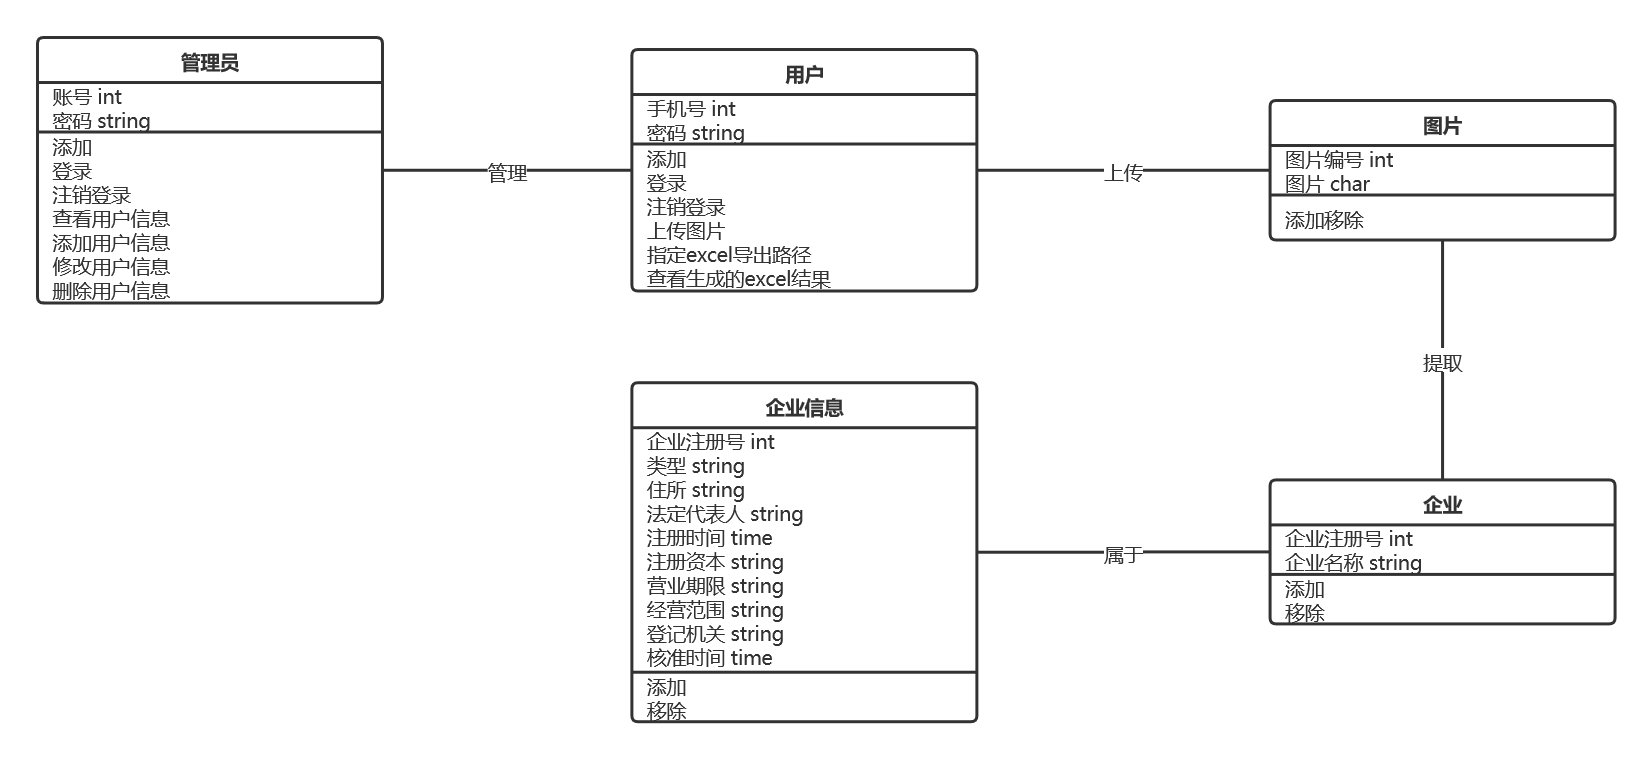 管理员
账号 int
密码 string
添加
登录
注销登录
查看用户信息
添加用户信息
修改用户信息
删除用户信息
管理
用户
手机号 int
密码 string
添加
登录
注销登录
上传图片
指定excel导出路径
查看生成的excel结果
上传
图片
图片编号 int
图片 char
添加移除
提取
企业信息
企业注册号 int
类型 string
住所 string
法定代表人 string
注册时间 time
注册资本 string
营业期限 string
经营范围 string
登记机关 string
核准时间 time
添加
移除
属于
企业
企业注册号 int
企业名称 string
添加
移除